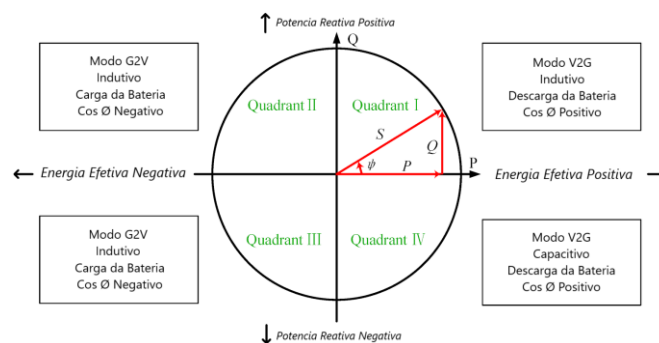 Potencia Reativa Positiva
Q
Modo G2V
Indutivo
Carga da Bateria
Cos Ø Negativo
Quadrant II
Quadrant I
Modo V2G
Indutivo
Descarga da Bateria
Cos Ø Positivo
S
Q
ψ
P
P
Energia Efetiva Negativa
Energia Efetiva Positiva
Modo G2V
Indutivo
Carga da Bateria
Cos Ø Negativo
Quadrant III
Quadrant IV
Modo V2G
Capacitivo
Descarga da Bateria
Cos Ø Positivo
Potencia Reativa Negativa